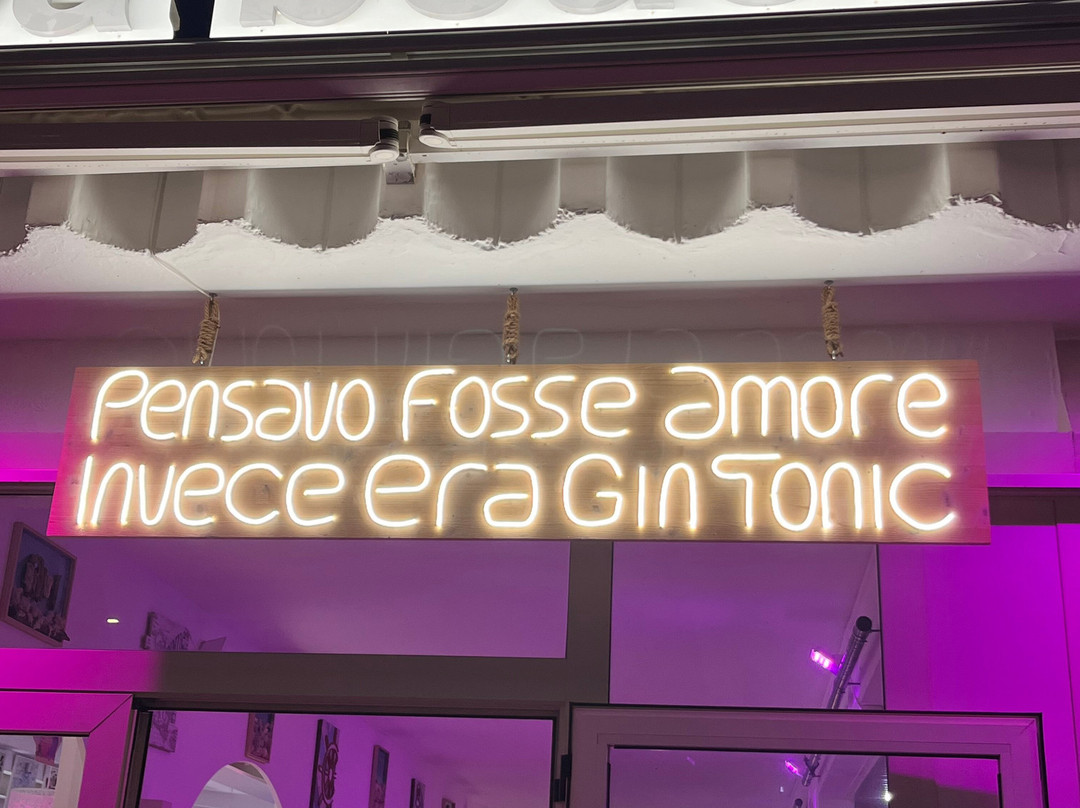 Pensavo Fosse amore
Invece era Gin Tonic